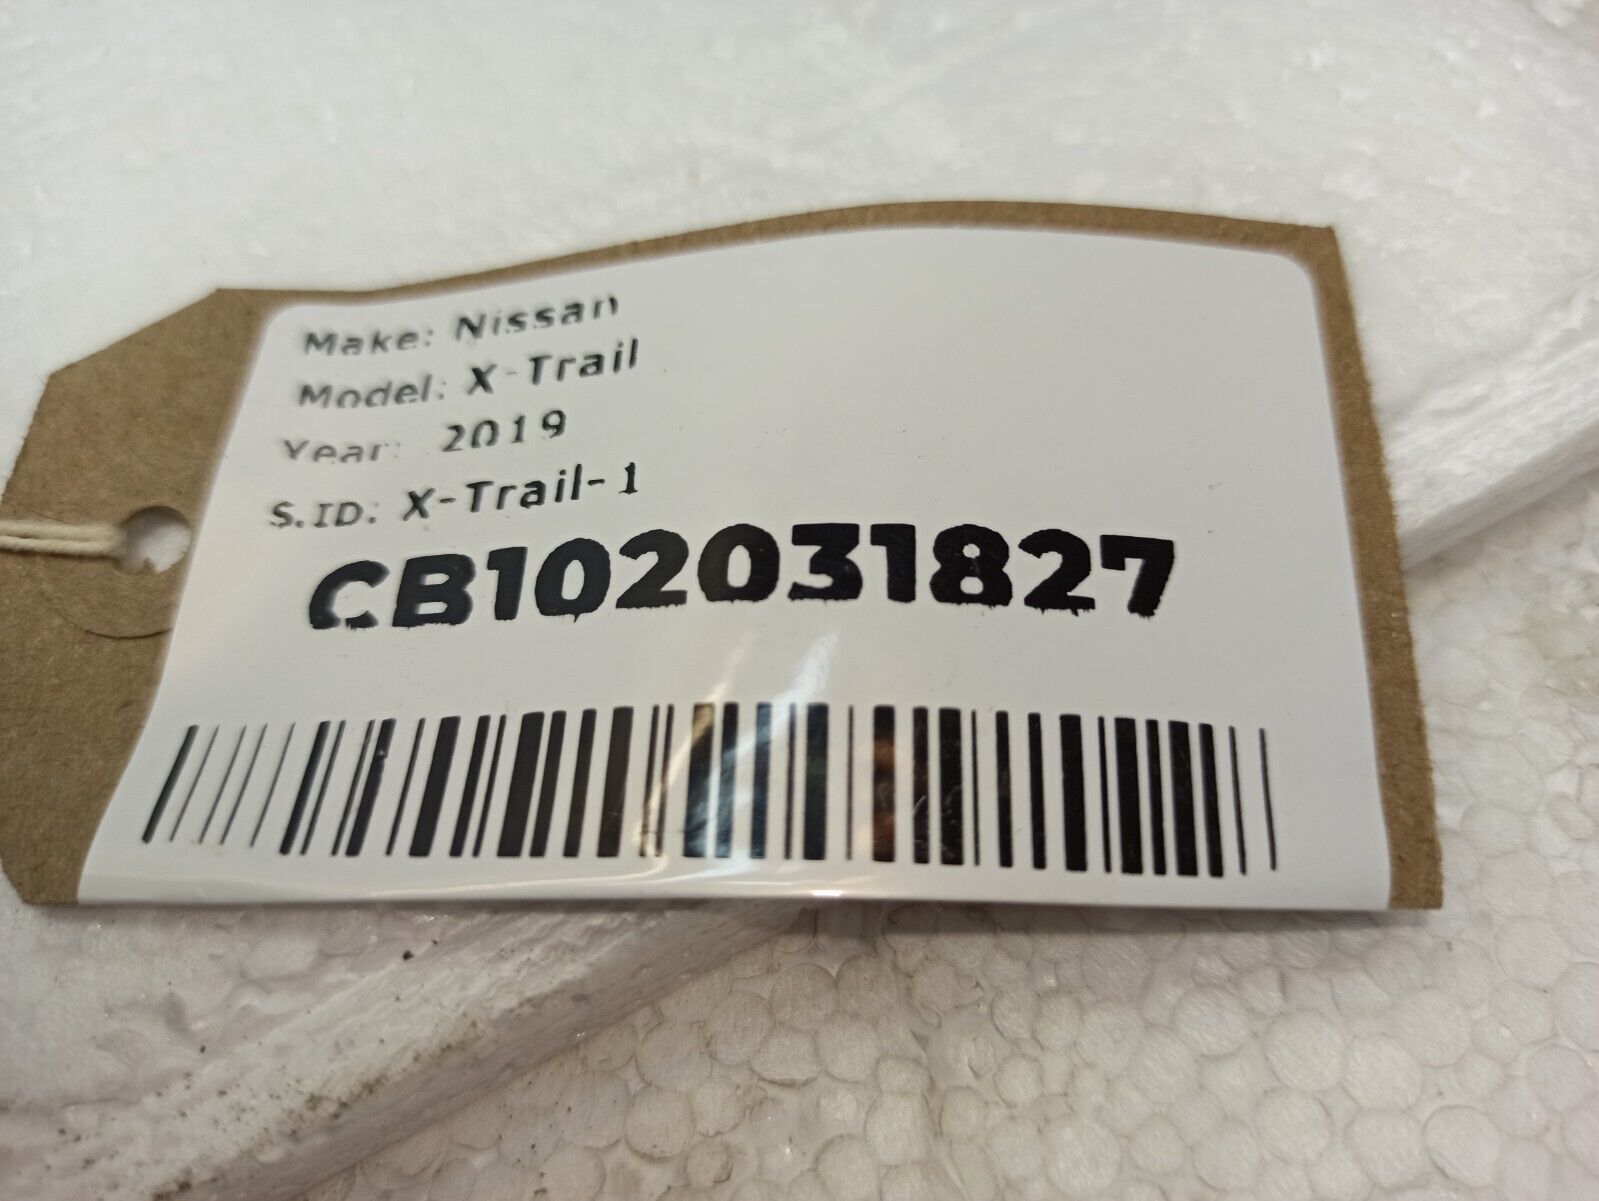 Make: Nissan
Model: X-Trail
Year: 2019
S.ID: X-Trail-1
CB102031827